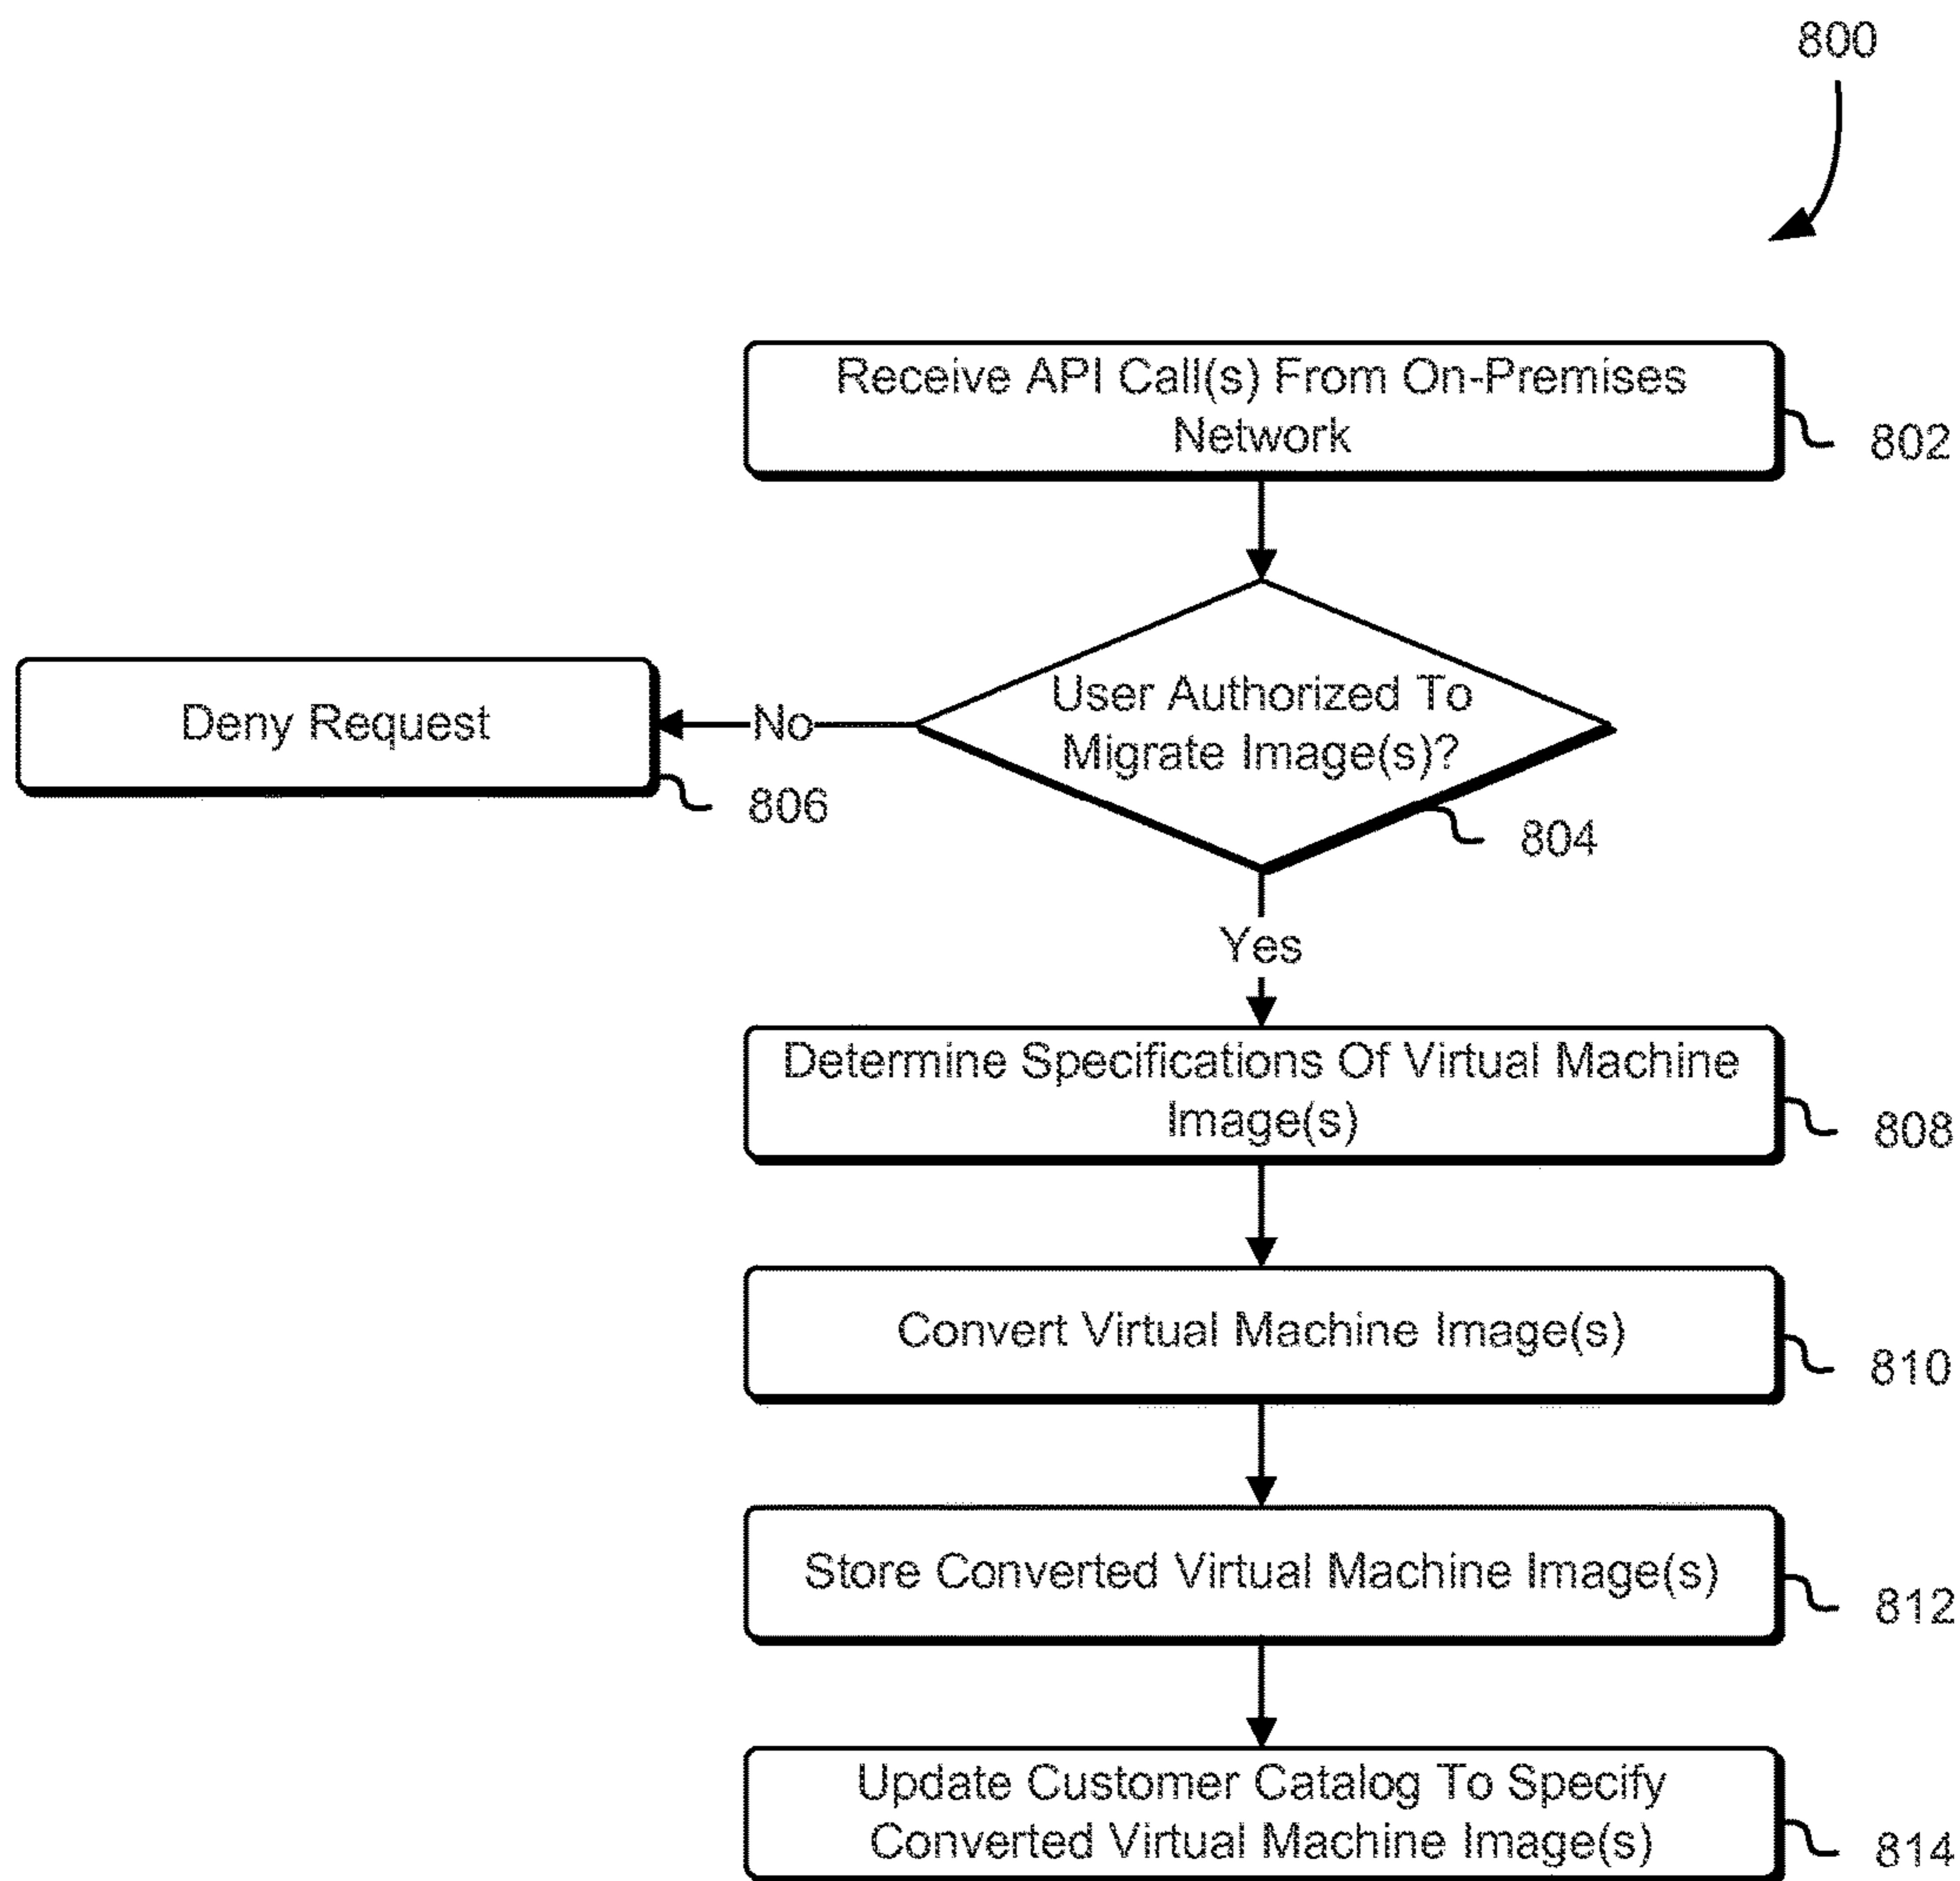 800
Receive API Call(s) From On-Premises
Network
802
User Authorized To
Migrate Image(s)?
804
No
Deny Request
806
Yes
Determine Specifications Of Virtual Machine
Image(s)
808
Convert Virtual Machine Image(s)
810
Store Converted Virtual Machine Image(s)
812
Update Customer Catalog To Specify
Converted Virtual Machine Image(s)
814